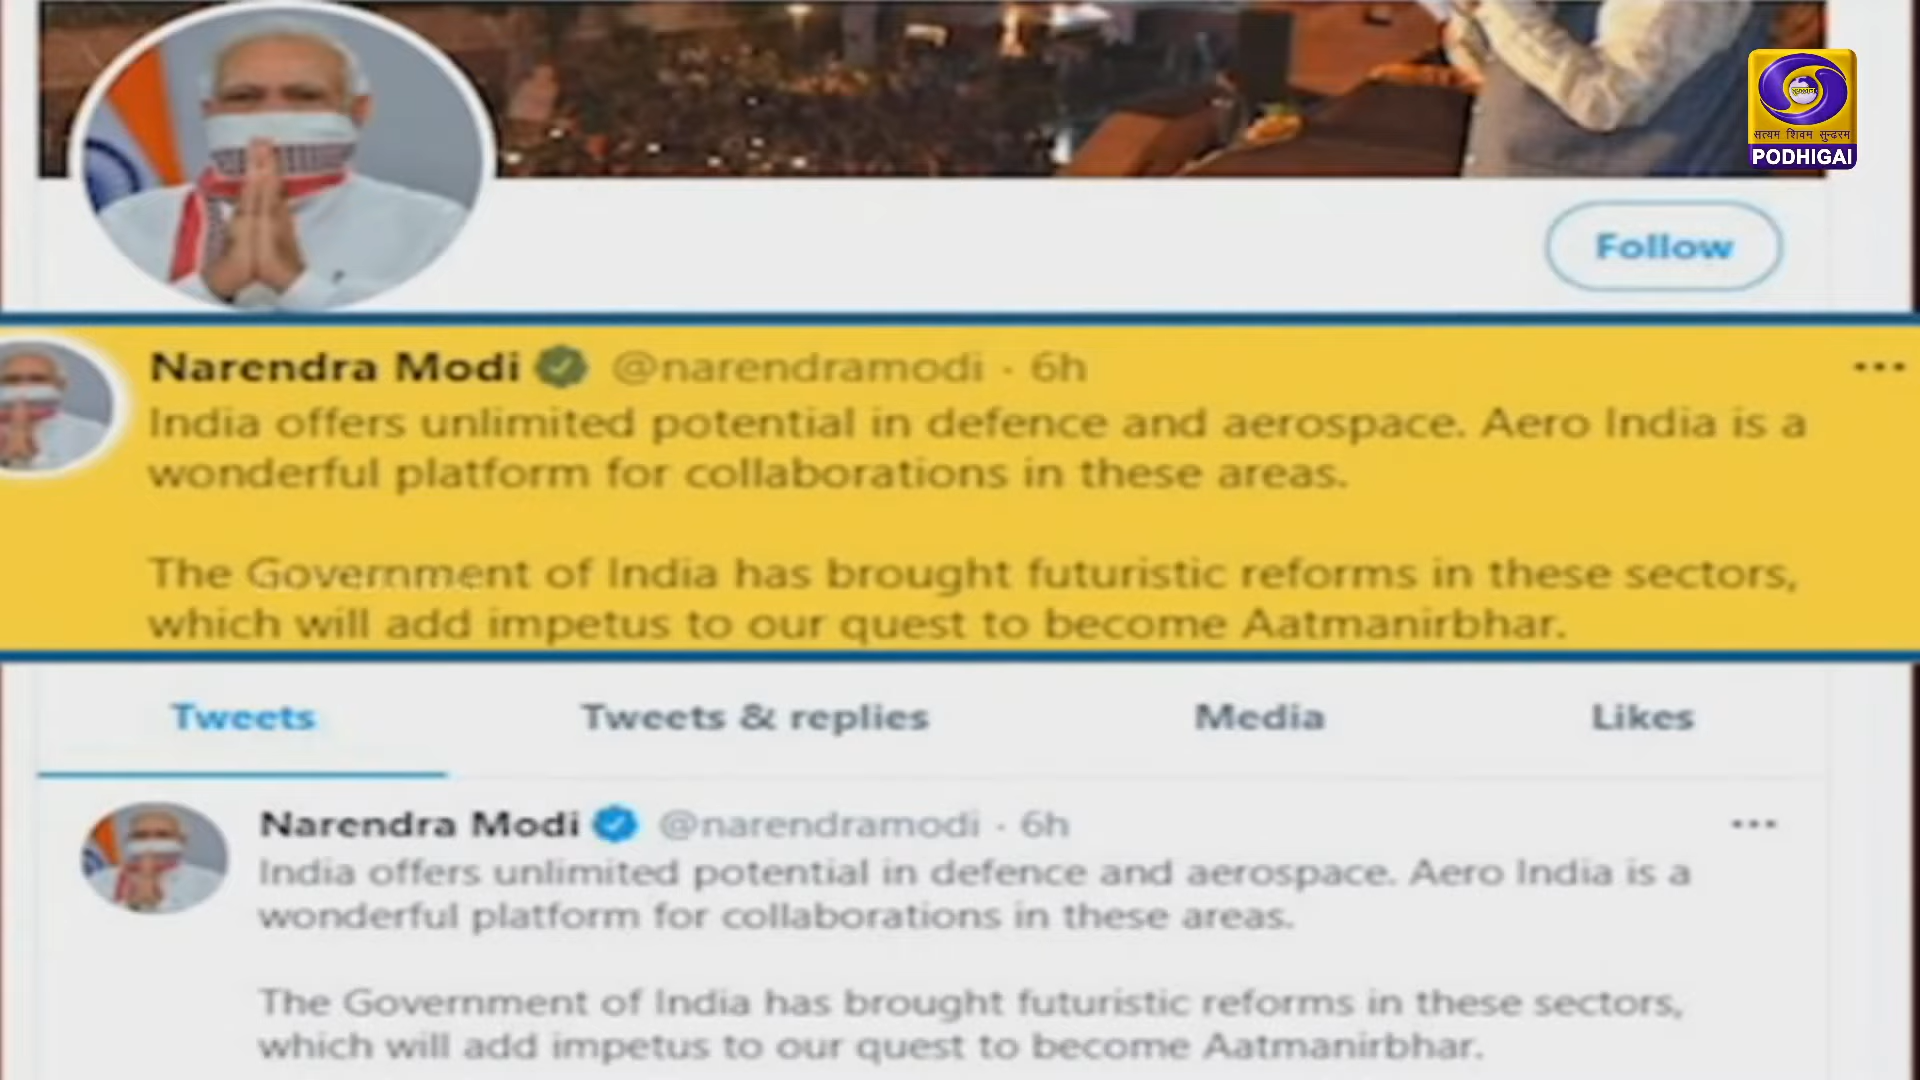 सत्यम शिवम सुन्दरम
PODHIGAI
Follow
Narendra Modi @narendramodi · 6h
India offers unlimited potential in defence and aerospace. Aero India is a
wonderful platform for collaborations in these areas.
The Government of India has brought futuristic reforms in these sectors,
which will add impetus to our quest to become Aatmanirbhar.
Tweets Tweets & replies Media Likes
Narendra Modi @narendramodi · 6h
India offers unlimited potential in defence and aerospace. Aero India is a
wonderful platform for collaborations in these areas.
The Government of India has brought futuristic reforms in these sectors,
which will add impetus to our quest to become Aatmanirbhar.